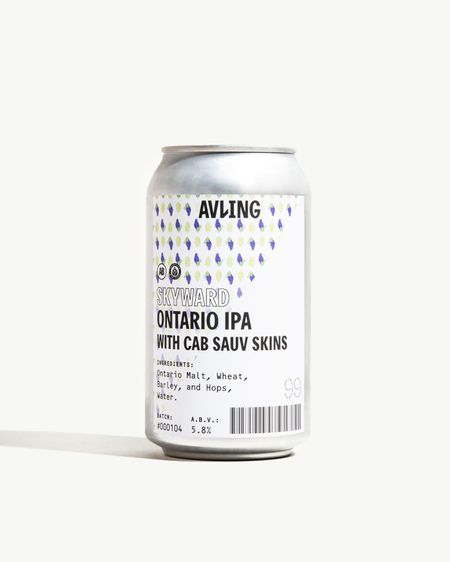 AVLING
AB
SKYWARD
ONTARIO IPA
WITH CAB SAUV SKINS
INGREDIENTS:
Ontario Malt, Wheat,
Barley, and Hops,
Water.
99
BATCH: A.B.V.:
#000104 5.8%